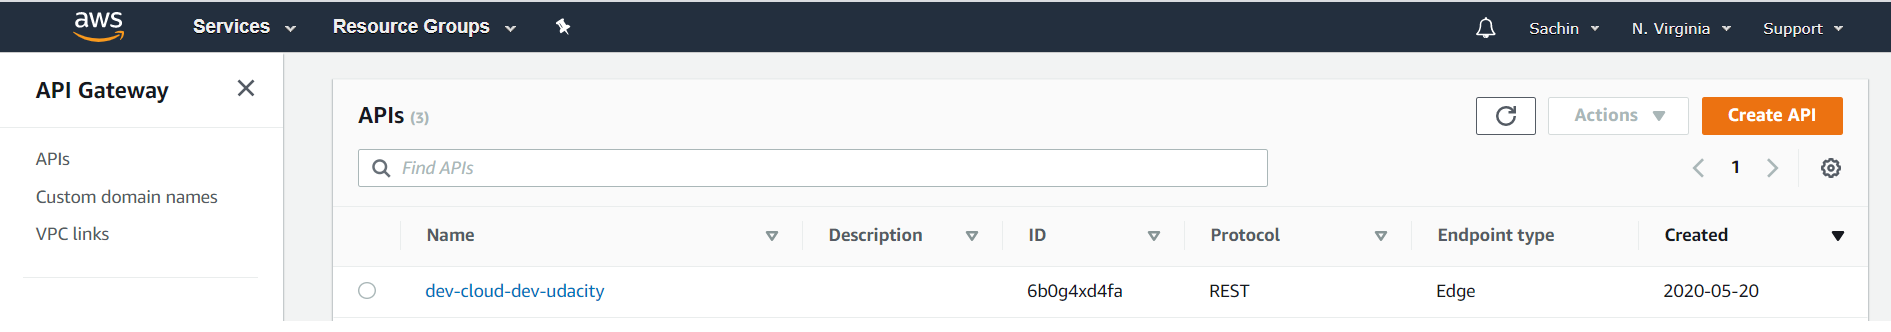 aws Services Resource Groups Sachin N. Virginia Support
API Gateway
APIs
Custom domain names
VPC links
APIs (3)
Actions Create API
Find APIs
1
Name Description ID Protocol Endpoint type Created
dev-cloud-dev-udacity 6b0g4xd4fa REST Edge 2020-05-20